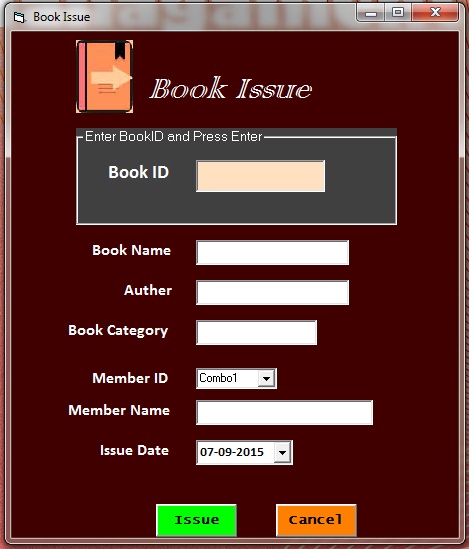 Book Issue
Book Issue
Enter BookID and Press Enter
Book ID
Book Name
Auther
Book Category
Member ID Combo1
Member Name
Issue Date 07-09-2015
Issue Cancel